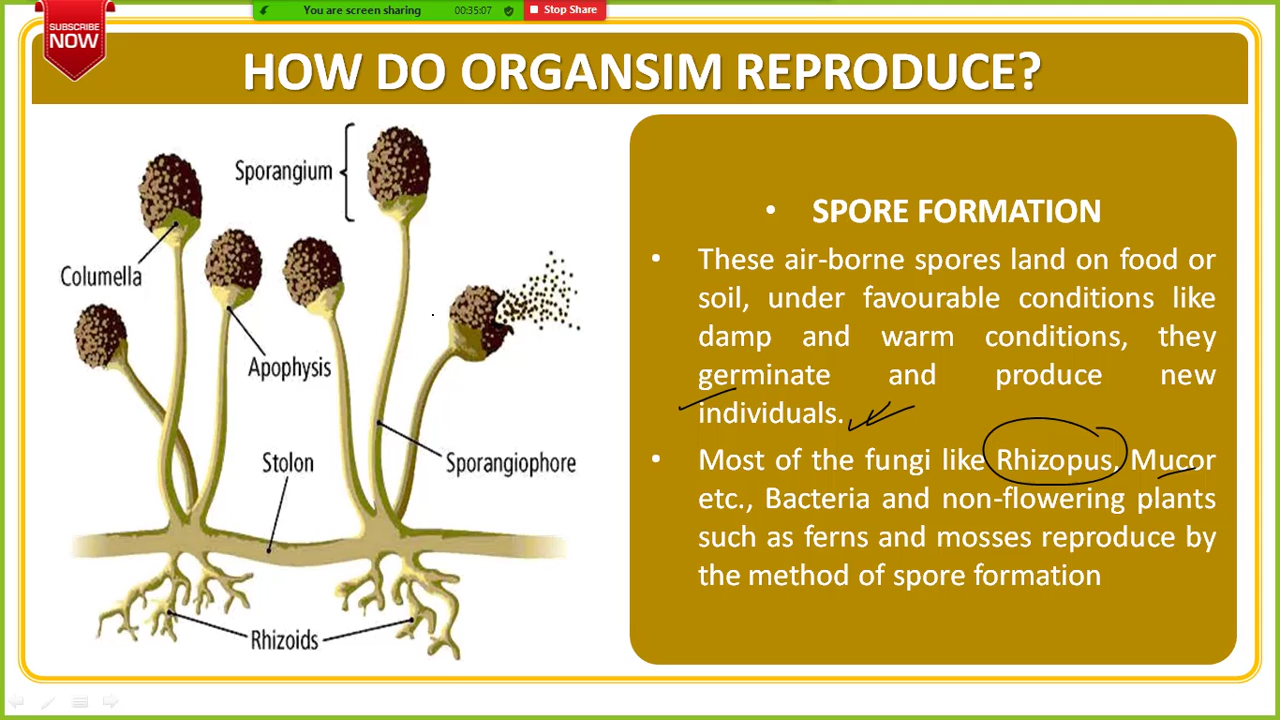 You are screen sharing 00:35:07 Stop Share
SUBSCRIBE
NOW
HOW DO ORGANSIM REPRODUCE?
Sporangium
Columella
Apophysis
Stolon
Sporangiophore
Rhizoids
• SPORE FORMATION
• These air-borne spores land on food or
soil, under favourable conditions like
damp and warm conditions, they
germinate and produce new
individuals.
• Most of the fungi like Rhizopus, Mucor
etc., Bacteria and non-flowering plants
such as ferns and mosses reproduce by
the method of spore formation